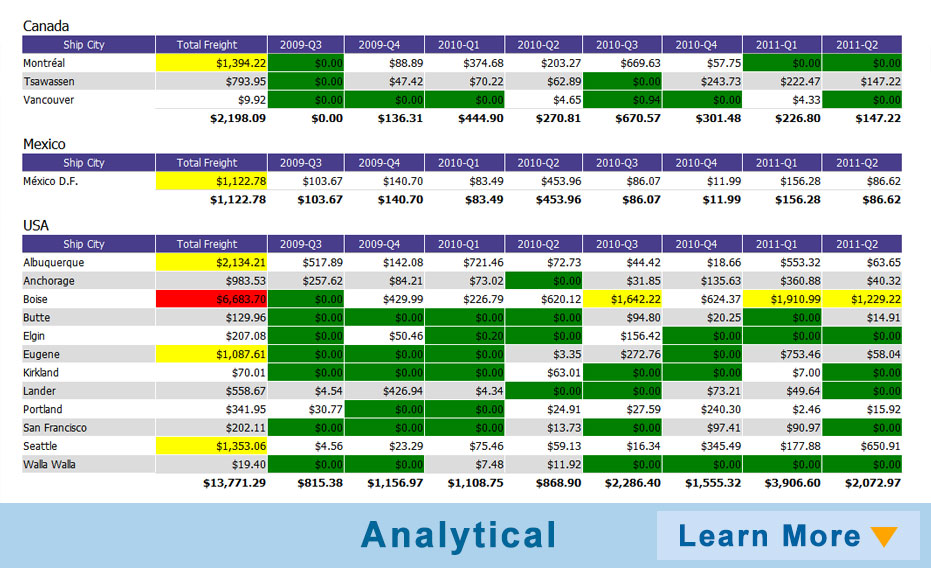 Canada
Ship City Total Freight 2009-Q3 2009-Q4 2010-Q1 2010-Q2 2010-Q3 2010-Q4 2011-Q1 2011-Q2
Montréal $1,394.22 $0.00 $88.89 $374.68 $203.27 $669.63 $57.75 $0.00 $0.00
Tsawassen $793.95 $0.00 $47.42 $70.22 $62.89 $0.00 $243.73 $222.47 $147.22
Vancouver $9.92 $0.00 $0.00 $0.00 $4.65 $0.94 $0.00 $4.33 $0.00
$2,198.09 $0.00 $136.31 $444.90 $270.81 $670.57 $301.48 $226.80 $147.22
Mexico
Ship City Total Freight 2009-Q3 2009-Q4 2010-Q1 2010-Q2 2010-Q3 2010-Q4 2011-Q1 2011-Q2
México D.F. $1,122.78 $103.67 $140.70 $83.49 $453.96 $86.07 $11.99 $156.28 $86.62
$1,122.78 $103.67 $140.70 $83.49 $453.96 $86.07 $11.99 $156.28 $86.62
USA
Ship City Total Freight 2009-Q3 2009-Q4 2010-Q1 2010-Q2 2010-Q3 2010-Q4 2011-Q1 2011-Q2
Albuquerque $2,134.21 $517.89 $142.08 $721.46 $72.73 $44.42 $18.66 $553.32 $63.65
Anchorage $983.53 $257.62 $84.21 $73.02 $0.00 $31.85 $135.63 $360.88 $40.32
Boise $6,683.70 $0.00 $429.99 $226.79 $620.12 $1,642.22 $624.37 $1,910.99 $1,229.22
Butte $129.96 $0.00 $0.00 $0.00 $0.00 $94.80 $20.25 $0.00 $14.91
Elgin $207.08 $0.00 $50.46 $0.20 $0.00 $156.42 $0.00 $0.00 $0.00
Eugene $1,087.61 $0.00 $0.00 $0.00 $3.35 $272.76 $0.00 $753.46 $58.04
Kirkland $70.01 $0.00 $0.00 $0.00 $63.01 $0.00 $0.00 $7.00 $0.00
Lander $558.67 $4.54 $426.94 $4.34 $0.00 $0.00 $73.21 $49.64 $0.00
Portland $341.95 $30.77 $0.00 $0.00 $24.91 $27.59 $240.30 $2.46 $15.92
San Francisco $202.11 $0.00 $0.00 $0.00 $13.73 $0.00 $97.41 $90.97 $0.00
Seattle $1,353.06 $4.56 $23.29 $75.46 $59.13 $16.34 $345.49 $177.88 $650.91
Walla Walla $19.40 $0.00 $0.00 $7.48 $11.92 $0.00 $0.00 $0.00 $0.00
$13,771.29 $815.38 $1,156.97 $1,108.75 $868.90 $2,286.40 $1,555.32 $3,906.60 $2,072.97
Analytical
Learn More